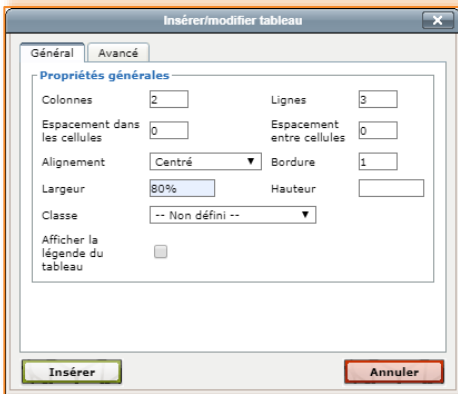 Insérer/modifier tableau
x
Général Avancé
Propriétés générales
Colonnes 2 Lignes 3
Espacement dans les cellules 0 Espacement entre cellules 0
Alignement Centré Bordure 1
Largeur 80% Hauteur
Classe -- Non défini --
Afficher la
légende du
tableau
Insérer Annuler